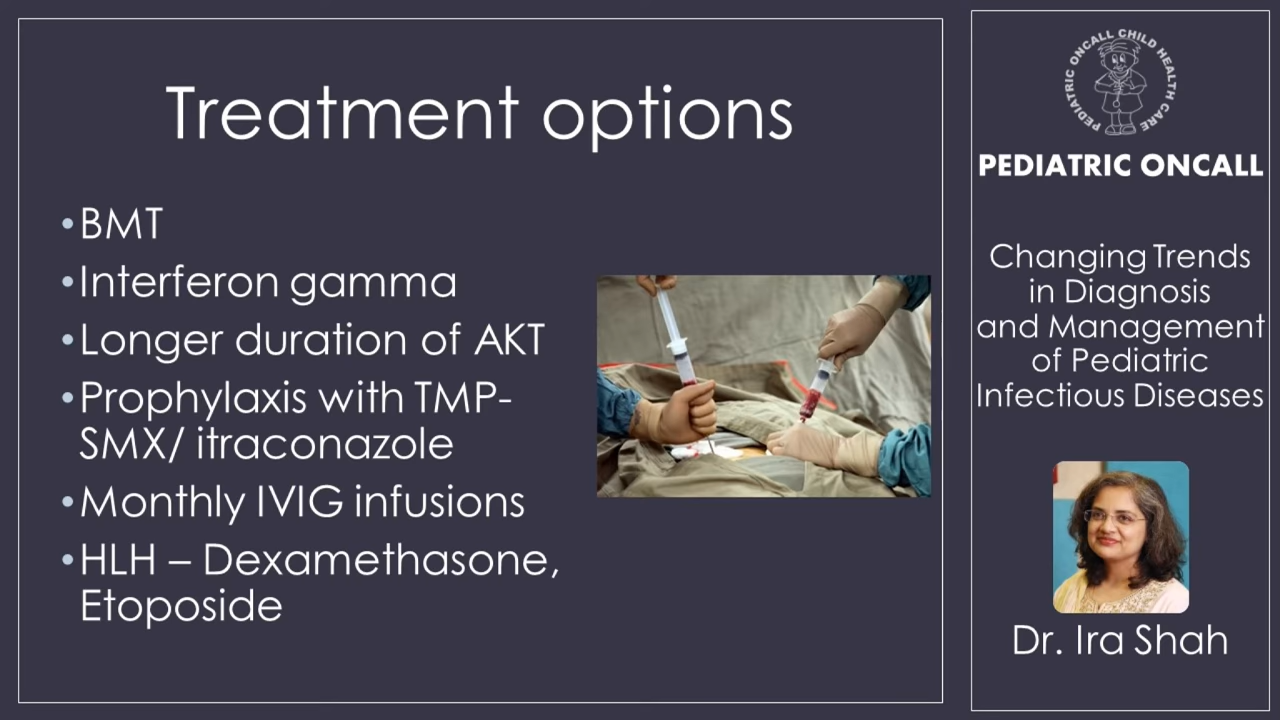 Treatment options
•BMT
•Interferon gamma
•Longer duration of AKT
•Prophylaxis with TMP-
SMX/ itraconazole
•Monthly IVIG infusions
•HLH – Dexamethasone,
Etoposide
PEDIATRIC ONCALL CHILD HEALTH CARE
PEDIATRIC ONCALL
Changing Trends
in Diagnosis
and Management
of Pediatric
Infectious Diseases
Dr. Ira Shah